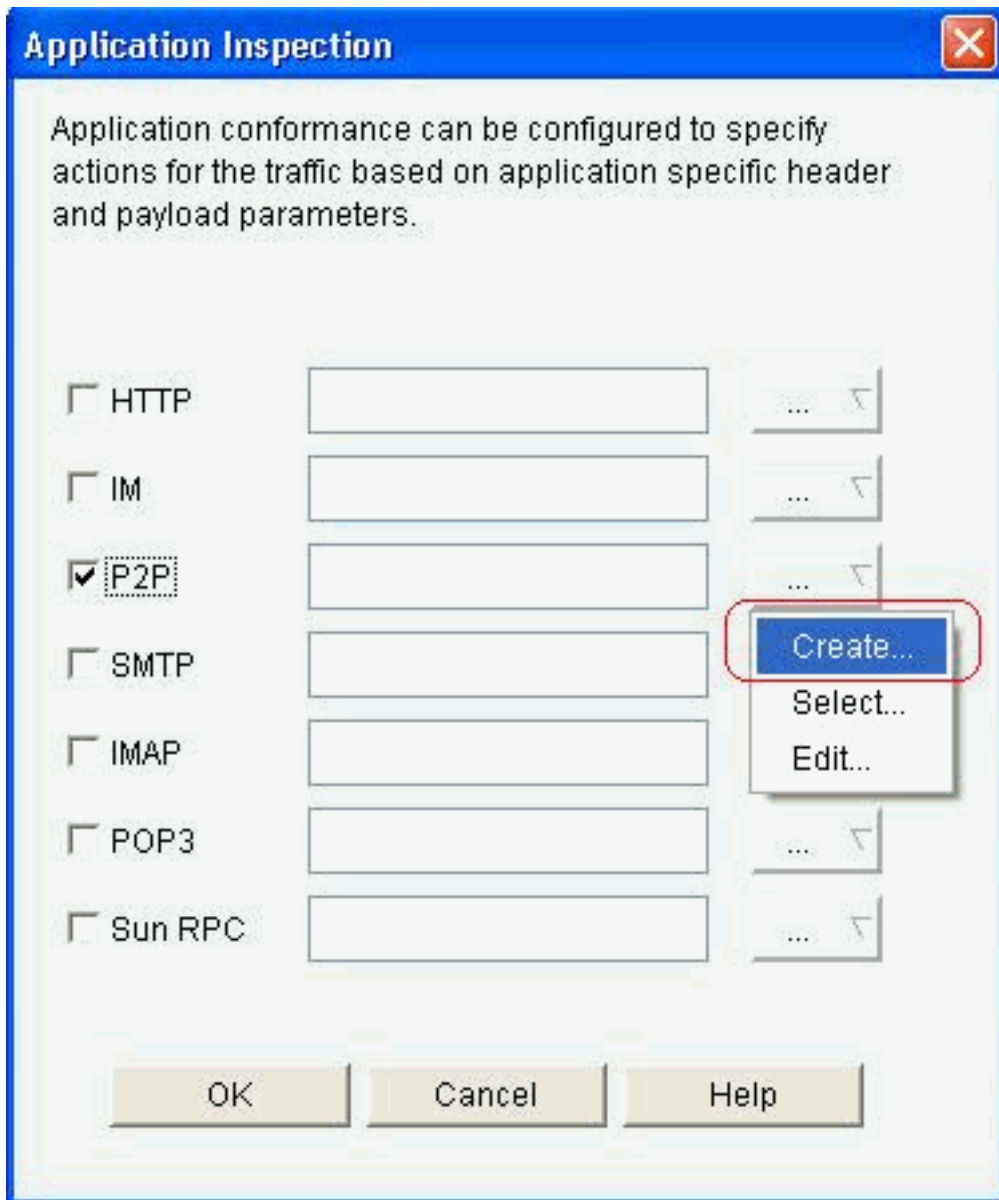 Application Inspection
Application conformance can be configured to specify
actions for the traffic based on application specific header
and payload parameters.
HTTP
...
IM
...
P2P
...
Create...
SMTP
Select...
IMAP
Edit...
POP3
...
Sun RPC
...
OK Cancel Help